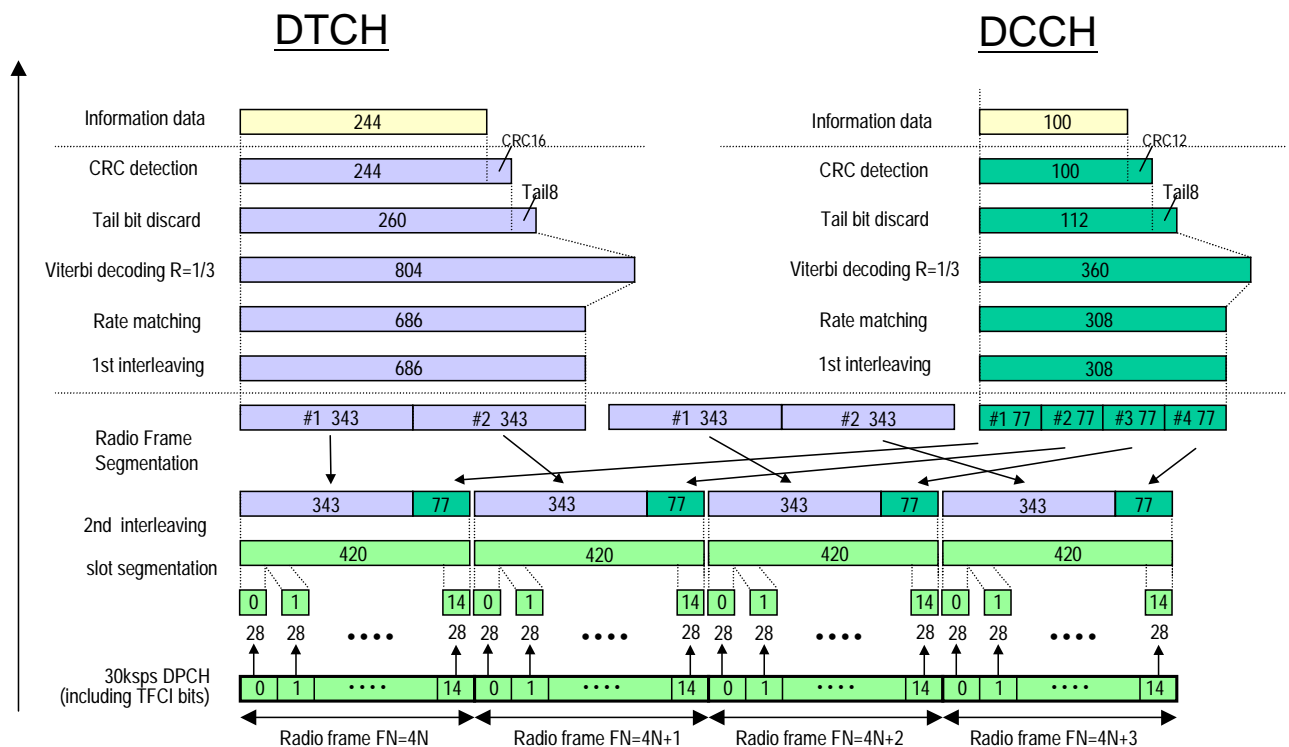 DTCH DCCH
Information data 244 Information data 100
CRC16 CRC12
CRC detection 244 CRC detection 100
Tail8 Tail8
Tail bit discard 260 Tail bit discard 112
Viterbi decoding R=1/3 804 Viterbi decoding R=1/3 360
Rate matching 686 Rate matching 308
1st interleaving 686 1st interleaving 308
#1 343 #2 343 #1 343 #2 343 #1 77 #2 77 #3 77 #4 77
Radio Frame
Segmentation
343 77 343 77 343 77 343 77
2nd interleaving
420 420 420 420
slot segmentation
0 1 14 0 1 14 0 1 14 0 1 14
28 28 •••• 28 28 28 •••• 28 28 28 •••• 28 28 28 •••• 28
30ksps DPCH
(including TFCI bits)
0 1 •••• 14 0 1 •••• 14 0 1 •••• 14 0 1 •••• 14
Radio frame FN=4N Radio frame FN=4N+1 Radio frame FN=4N+2 Radio frame FN=4N+3